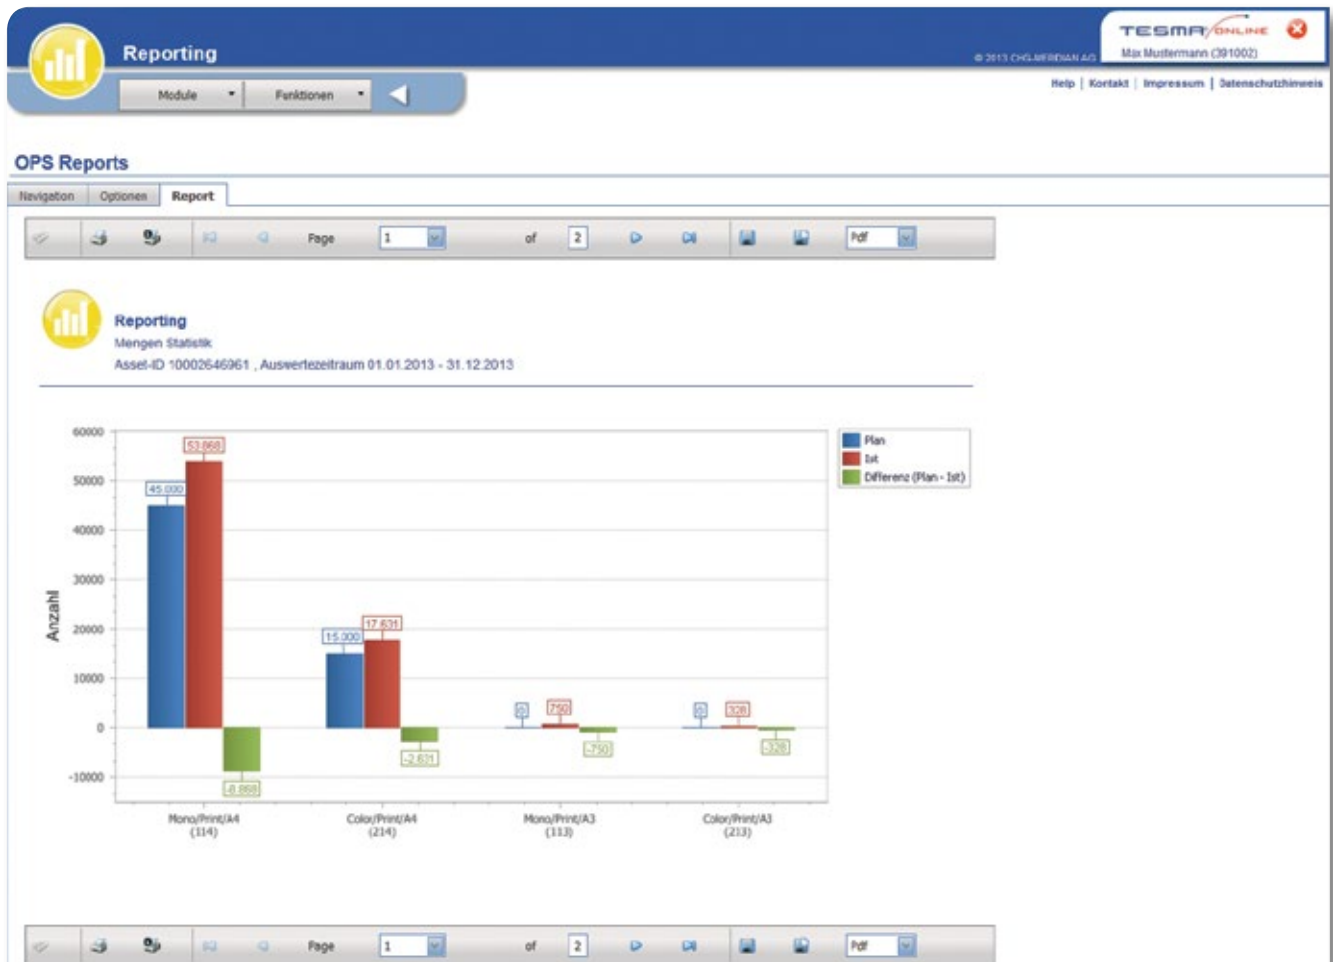 Reporting
TESMA ONLINE
Max Mustermann (391002)
© 2013 CHG-MERIDIAN AG
Module
Funktionen
Help | Kontakt | Impressum | Datenschutzhinweis
OPS Reports
Navigation
Optionen
Report
Page 1 of 2 Pdf
Reporting
Mengen Statistik
Asset-ID 10002646961 , Auswertezeitraum 01.01.2013 - 31.12.2013
Anzahl
60000
50000
40000
30000
20000
10000
0
-10000
45.000
53.868
-8.868
15.000
17.631
-2.631
0
750
-750
0
328
-328
Mono/Print/A4
(114)
Color/Print/A4
(214)
Mono/Print/A3
(113)
Color/Print/A3
(213)
Plan
Ist
Differenz (Plan - Ist)
Page 1 of 2 Pdf